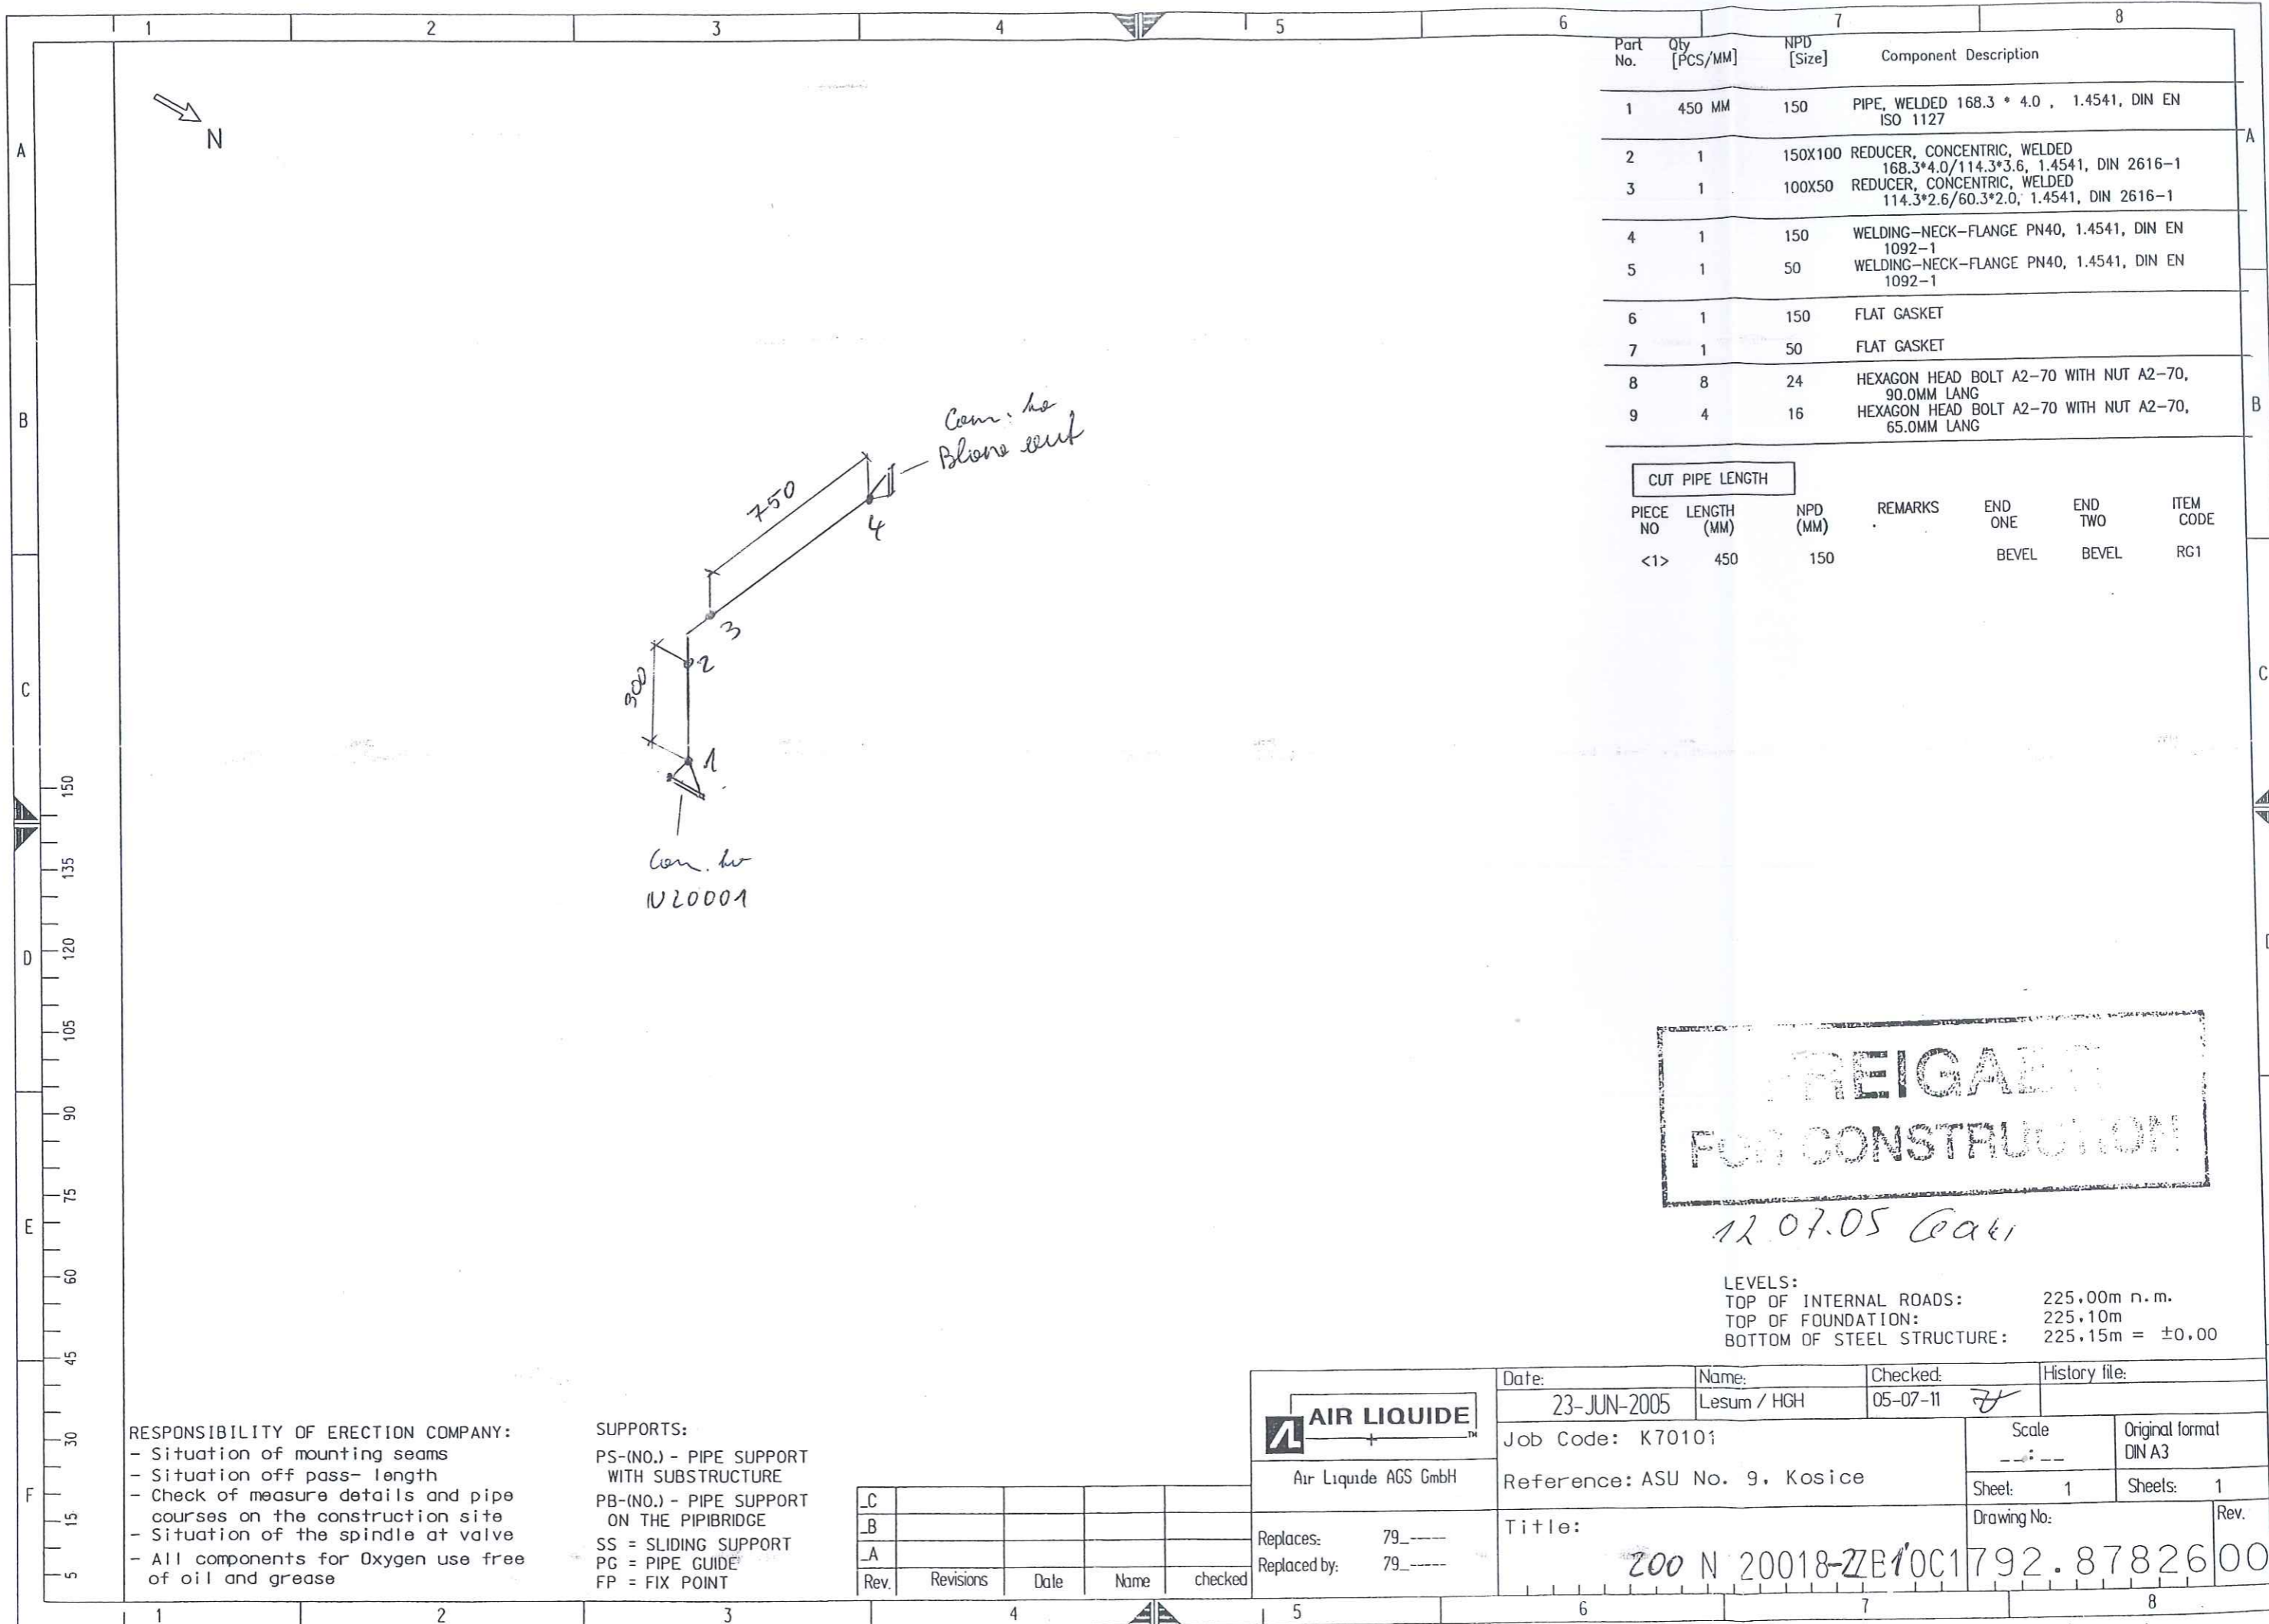 1 2 3 4 5 6 7 8
A
B
C
D
E
F
A
B
C
N
150
135
120
105
90
75
60
45
30
15
5
Part No. Qty [PCS/MM] NPD [Size] Component Description
1 450 MM 150 PIPE, WELDED 168.3 * 4.0 , 1.4541, DIN EN
ISO 1127
2 1 150X100 REDUCER, CONCENTRIC, WELDED
168.3*4.0/114.3*3.6, 1.4541, DIN 2616-1
3 1 100X50 REDUCER, CONCENTRIC, WELDED
114.3*2.6/60.3*2.0, 1.4541, DIN 2616-1
4 1 150 WELDING-NECK-FLANGE PN40, 1.4541, DIN EN
1092-1
5 1 50 WELDING-NECK-FLANGE PN40, 1.4541, DIN EN
1092-1
6 1 150 FLAT GASKET
7 1 50 FLAT GASKET
8 8 24 HEXAGON HEAD BOLT A2-70 WITH NUT A2-70,
90.0MM LANG
9 4 16 HEXAGON HEAD BOLT A2-70 WITH NUT A2-70,
65.0MM LANG
CUT PIPE LENGTH
PIECE NO LENGTH (MM) NPD (MM) REMARKS END ONE END TWO ITEM CODE
<1> 450 150 BEVEL BEVEL RG1
750
4
3
2
300
1
N20001
FOR CONSTRUCTION
12.07.05
LEVELS:
TOP OF INTERNAL ROADS: 225.00m n.m.
TOP OF FOUNDATION: 225.10m
BOTTOM OF STEEL STRUCTURE: 225.15m = ±0.00
RESPONSIBILITY OF ERECTION COMPANY:
- Situation of mounting seams
- Situation off pass- length
- Check of measure details and pipe
courses on the construction site
- Situation of the spindle at valve
- All components for Oxygen use free
of oil and grease
SUPPORTS:
PS-(NO.) - PIPE SUPPORT
WITH SUBSTRUCTURE
PB-(NO.) - PIPE SUPPORT
ON THE PIPIBRIDGE
SS = SLIDING SUPPORT
PG = PIPE GUIDE
FP = FIX POINT
_C
_B
_A
Rev. Revisions Date Name checked
AIR LIQUIDE
TM
Air Liquide AGS GmbH
Replaces: 79_-----
Replaced by: 79_-----
Date: Name: Checked: History file:
23-JUN-2005 Lesum / HGH 05-07-11
Job Code: K70101
Reference: ASU No. 9. Kosice
Scale
--:--
Original format
DIN A3
Sheet: 1 Sheets: 1
Title:
200 N 20018-2ZE10C1
Drawing No:
792.87826
Rev.
00
1 2 3 4 5 6 7 8